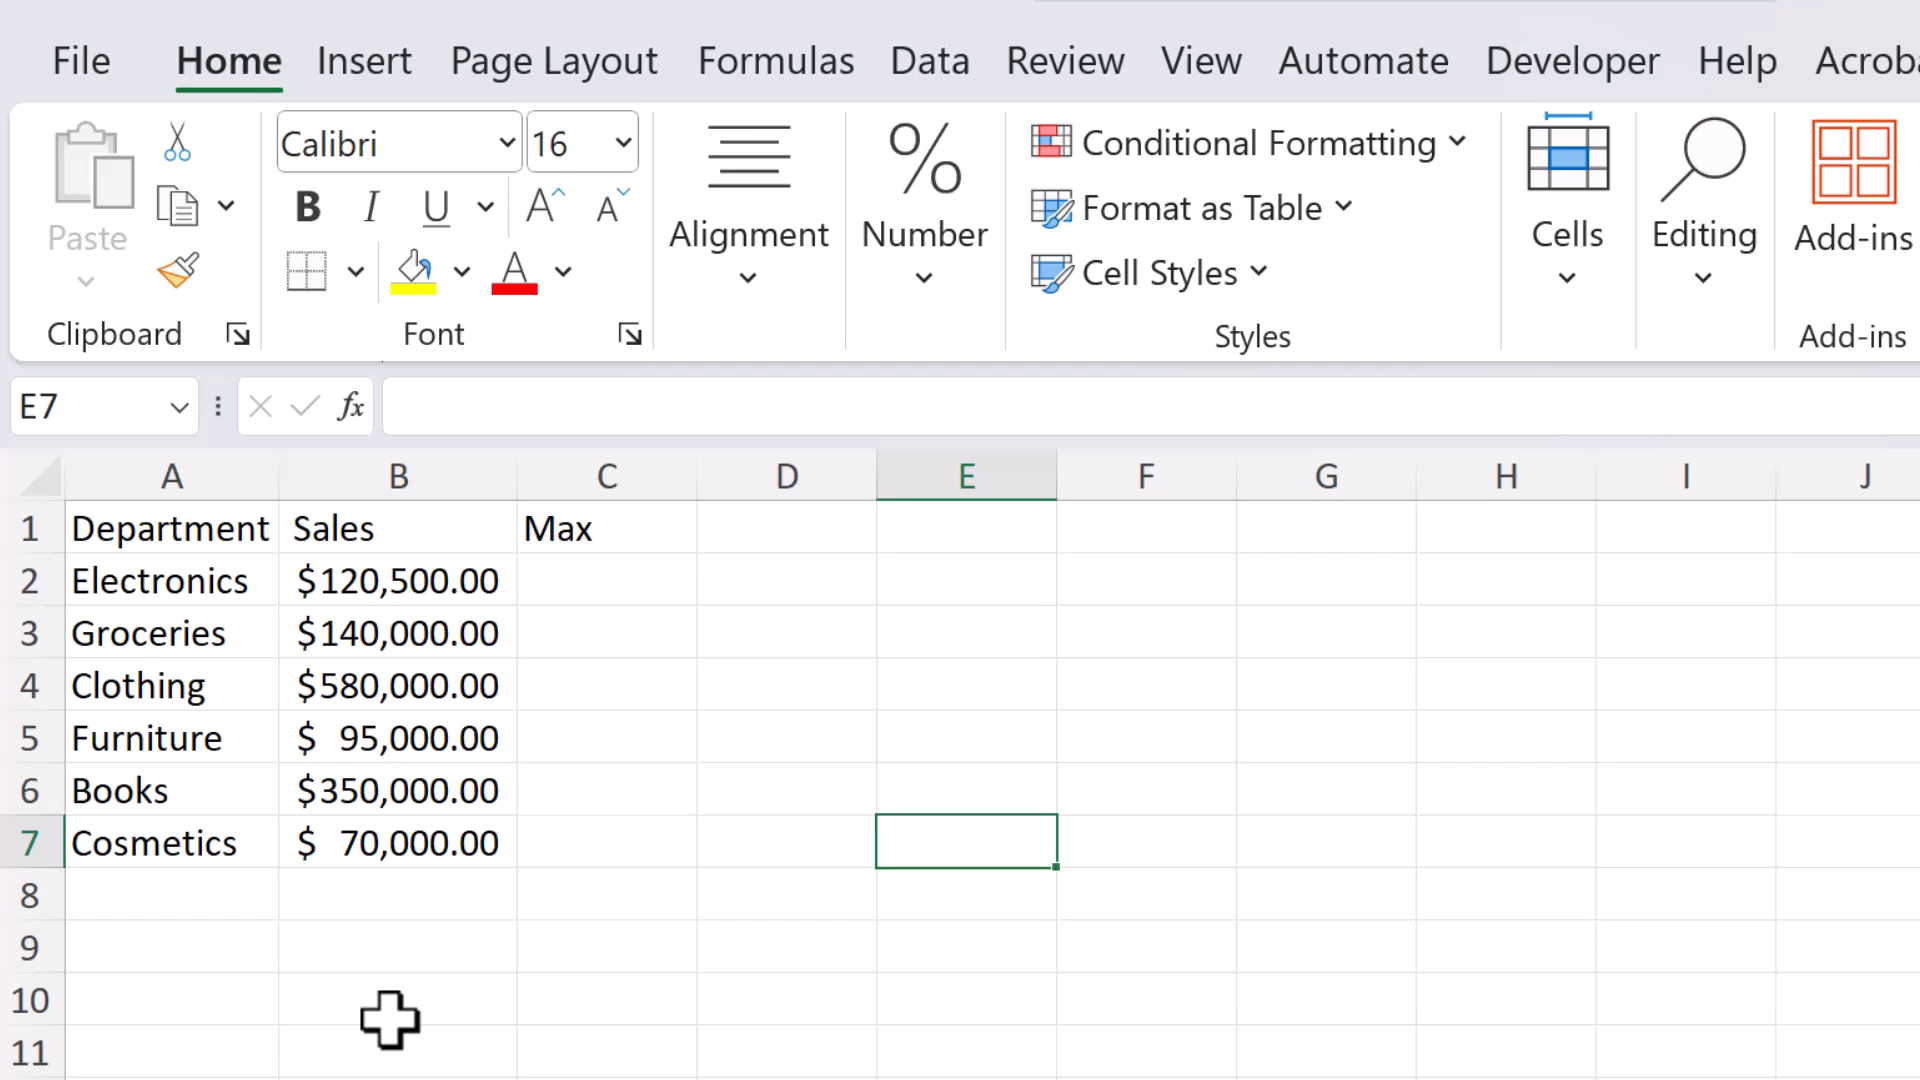 File Home Insert Page Layout Formulas Data Review View Automate Developer Help
Calibri 16 Conditional Formatting
B I U A A Format as Table
Paste Alignment Number Cells Editing Add-ins
A Cell Styles
Clipboard Font Styles Add-ins
E7 fx
A B C D E F G H I J
1 Department Sales Max
2 Electronics $120,500.00
3 Groceries $140,000.00
4 Clothing $580,000.00
5 Furniture $ 95,000.00
6 Books $350,000.00
7 Cosmetics $ 70,000.00
8
9
10
11